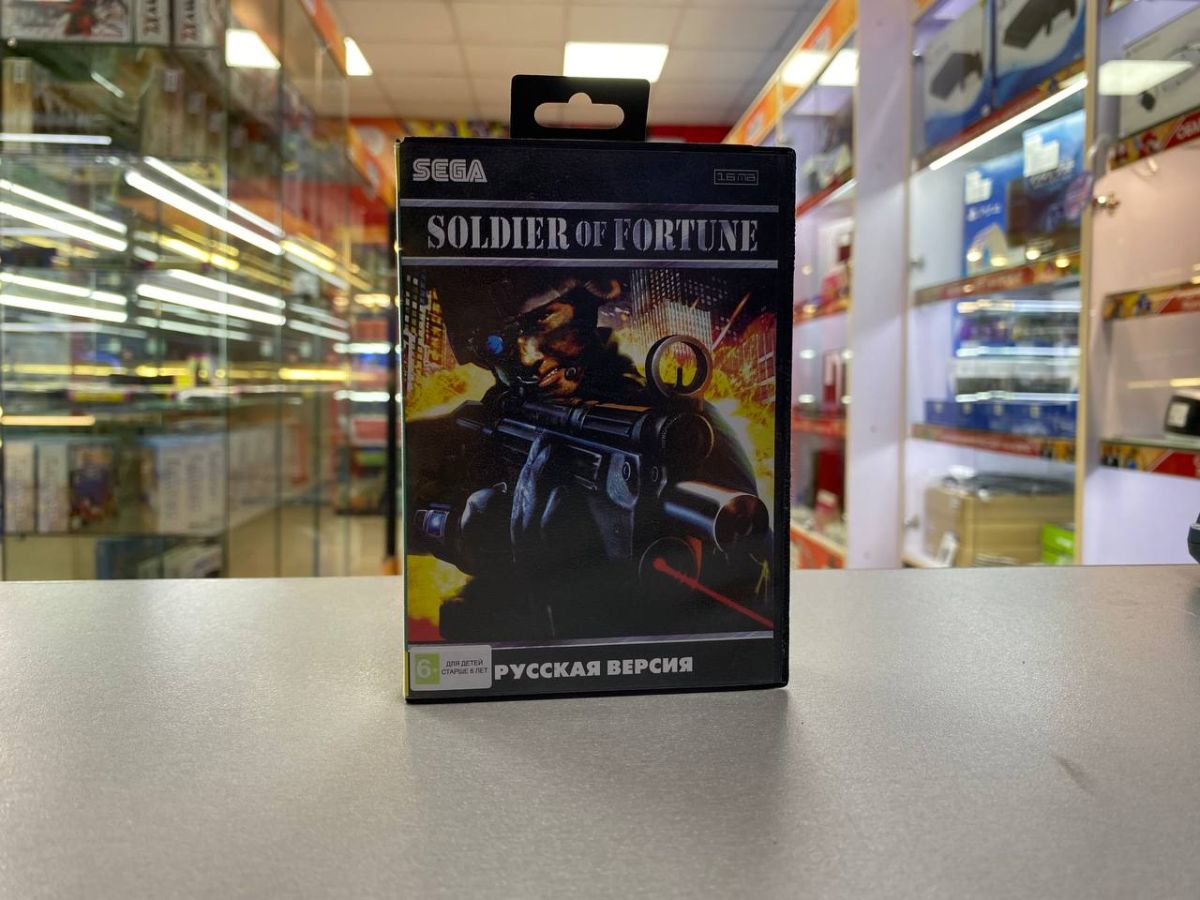 SEGA
16 MB
SOLDIER OF FORTUNE
6+
ДЛЯ ДЕТЕЙ
СТАРШЕ 6 ЛЕТ
РУССКАЯ ВЕРСИЯ